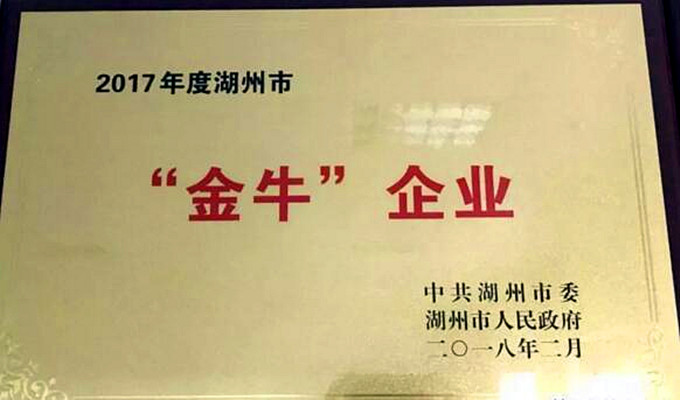 2017年度湖州市
“金牛”企业
中共湖州市委
湖州市人民政府
二〇一八年二月